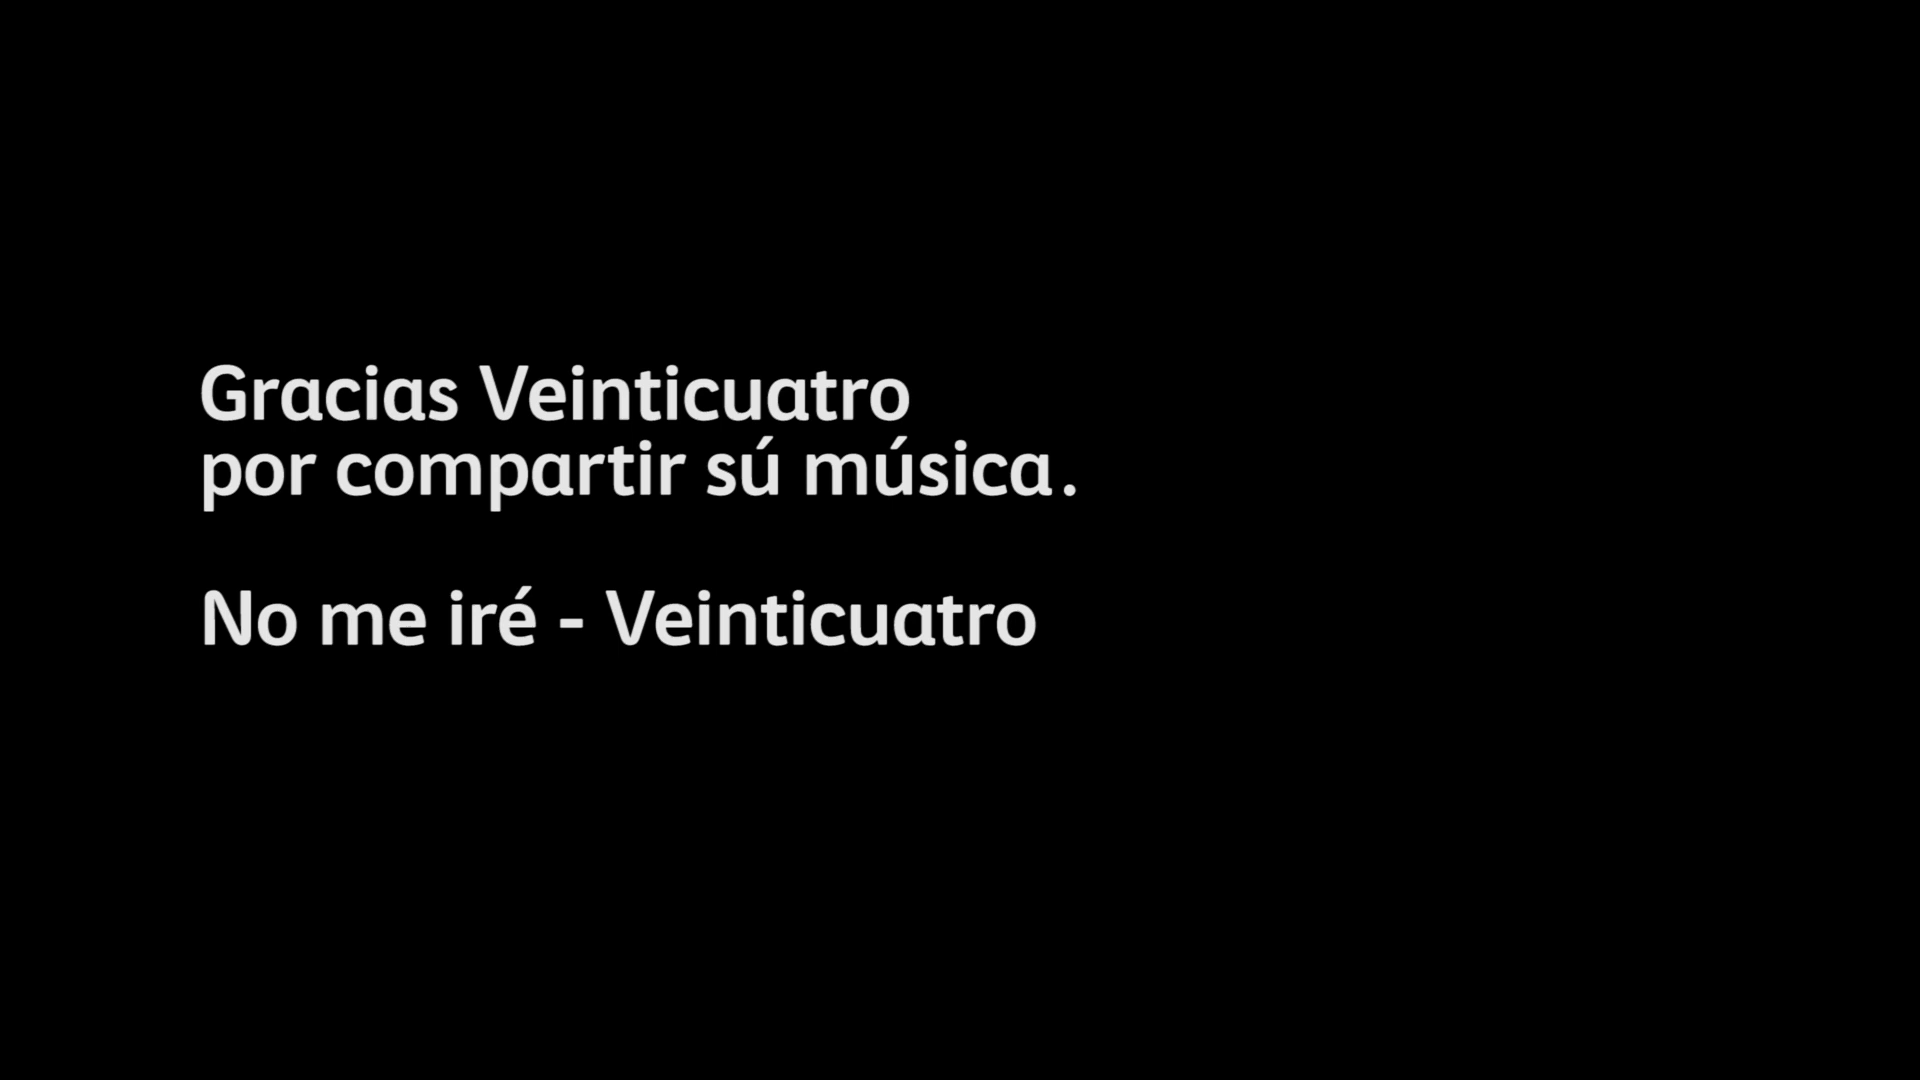 Gracias Veinticuatro
por compartir sú música.
No me iré - Veinticuatro